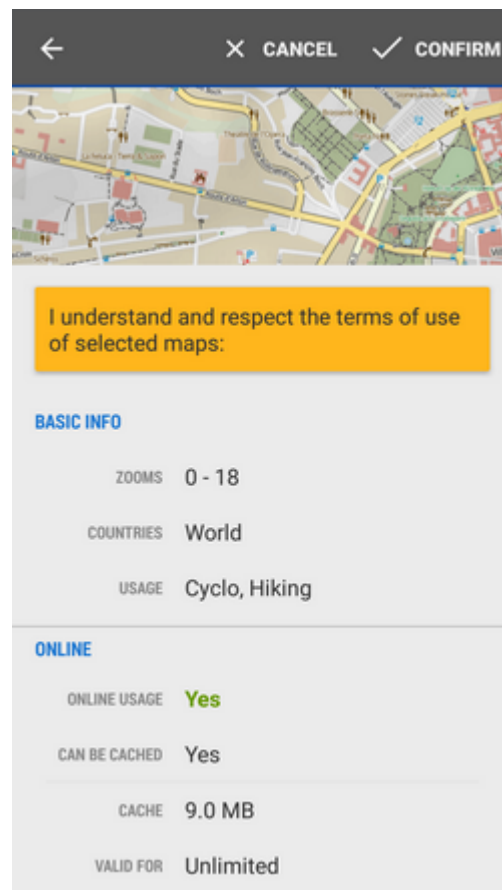 CANCEL CONFIRM
I understand and respect the terms of use
of selected maps:
BASIC INFO
ZOOMS 0 - 18
COUNTRIES World
USAGE Cyclo, Hiking
ONLINE
ONLINE USAGE Yes
CAN BE CACHED Yes
CACHE 9.0 MB
VALID FOR Unlimited